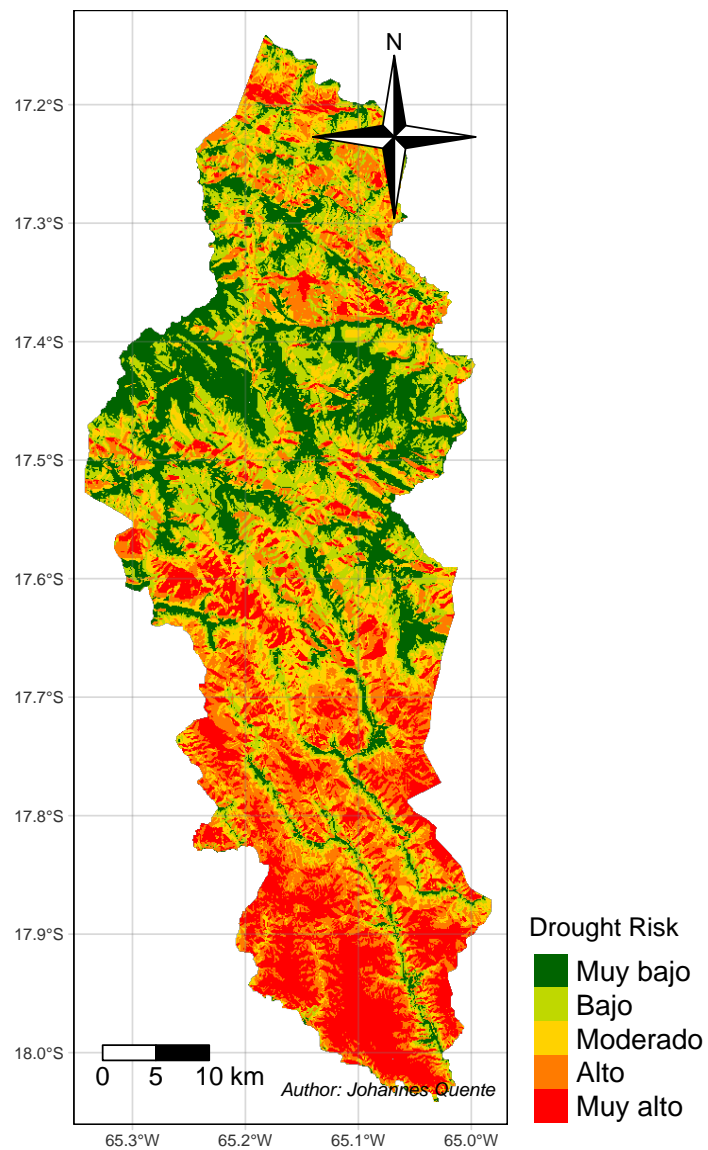 N
17.2°S
17.3°S
17.4°S
17.5°S
17.6°S
17.7°S
17.8°S
17.9°S
18.0°S
Drought Risk
Muy bajo
Bajo
Moderado
Alto
Muy alto
0 5 10 km
Author: Johannes Quente
65.3°W 65.2°W 65.1°W 65.0°W